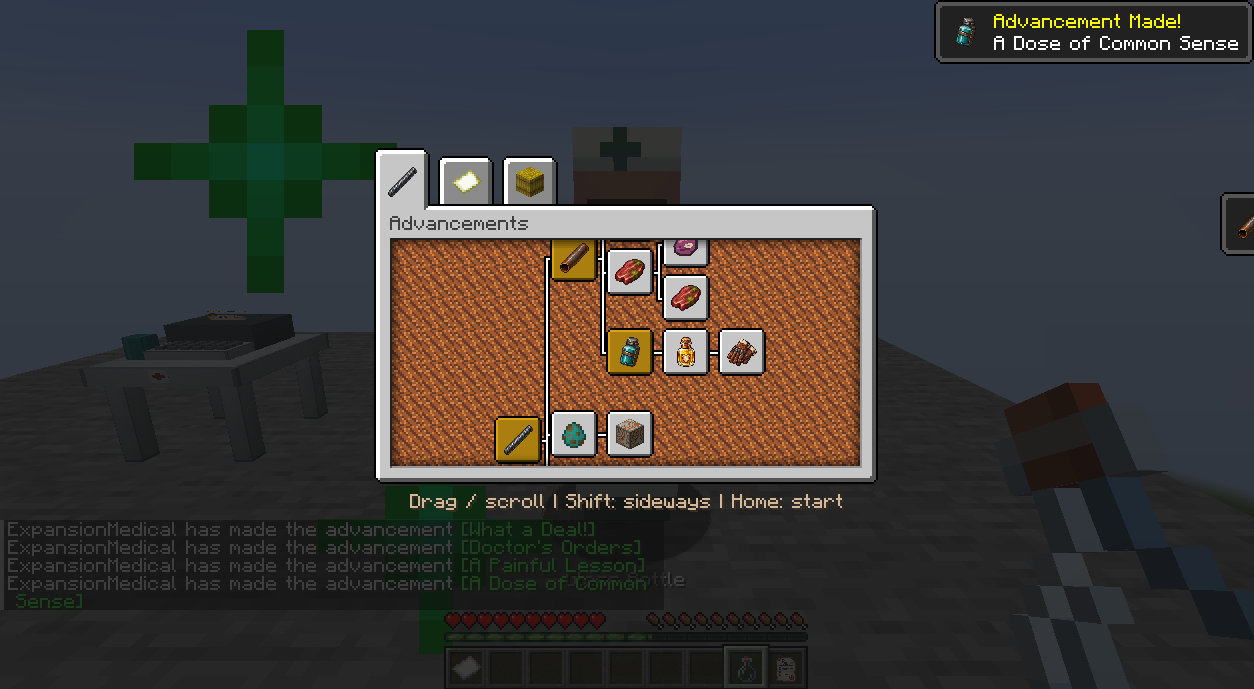 Advancement Made!
A Dose of Common Sense
Advancements
Drag / scroll | Shift: sideways | Home: start
ExpansionMedical has made the advancement [What a Deal!]
ExpansionMedical has made the advancement [Doctor's Orders]
ExpansionMedical has made the advancement [A Painful Lesson]
ExpansionMedical has made the advancement [A Dose of Common
Sense]